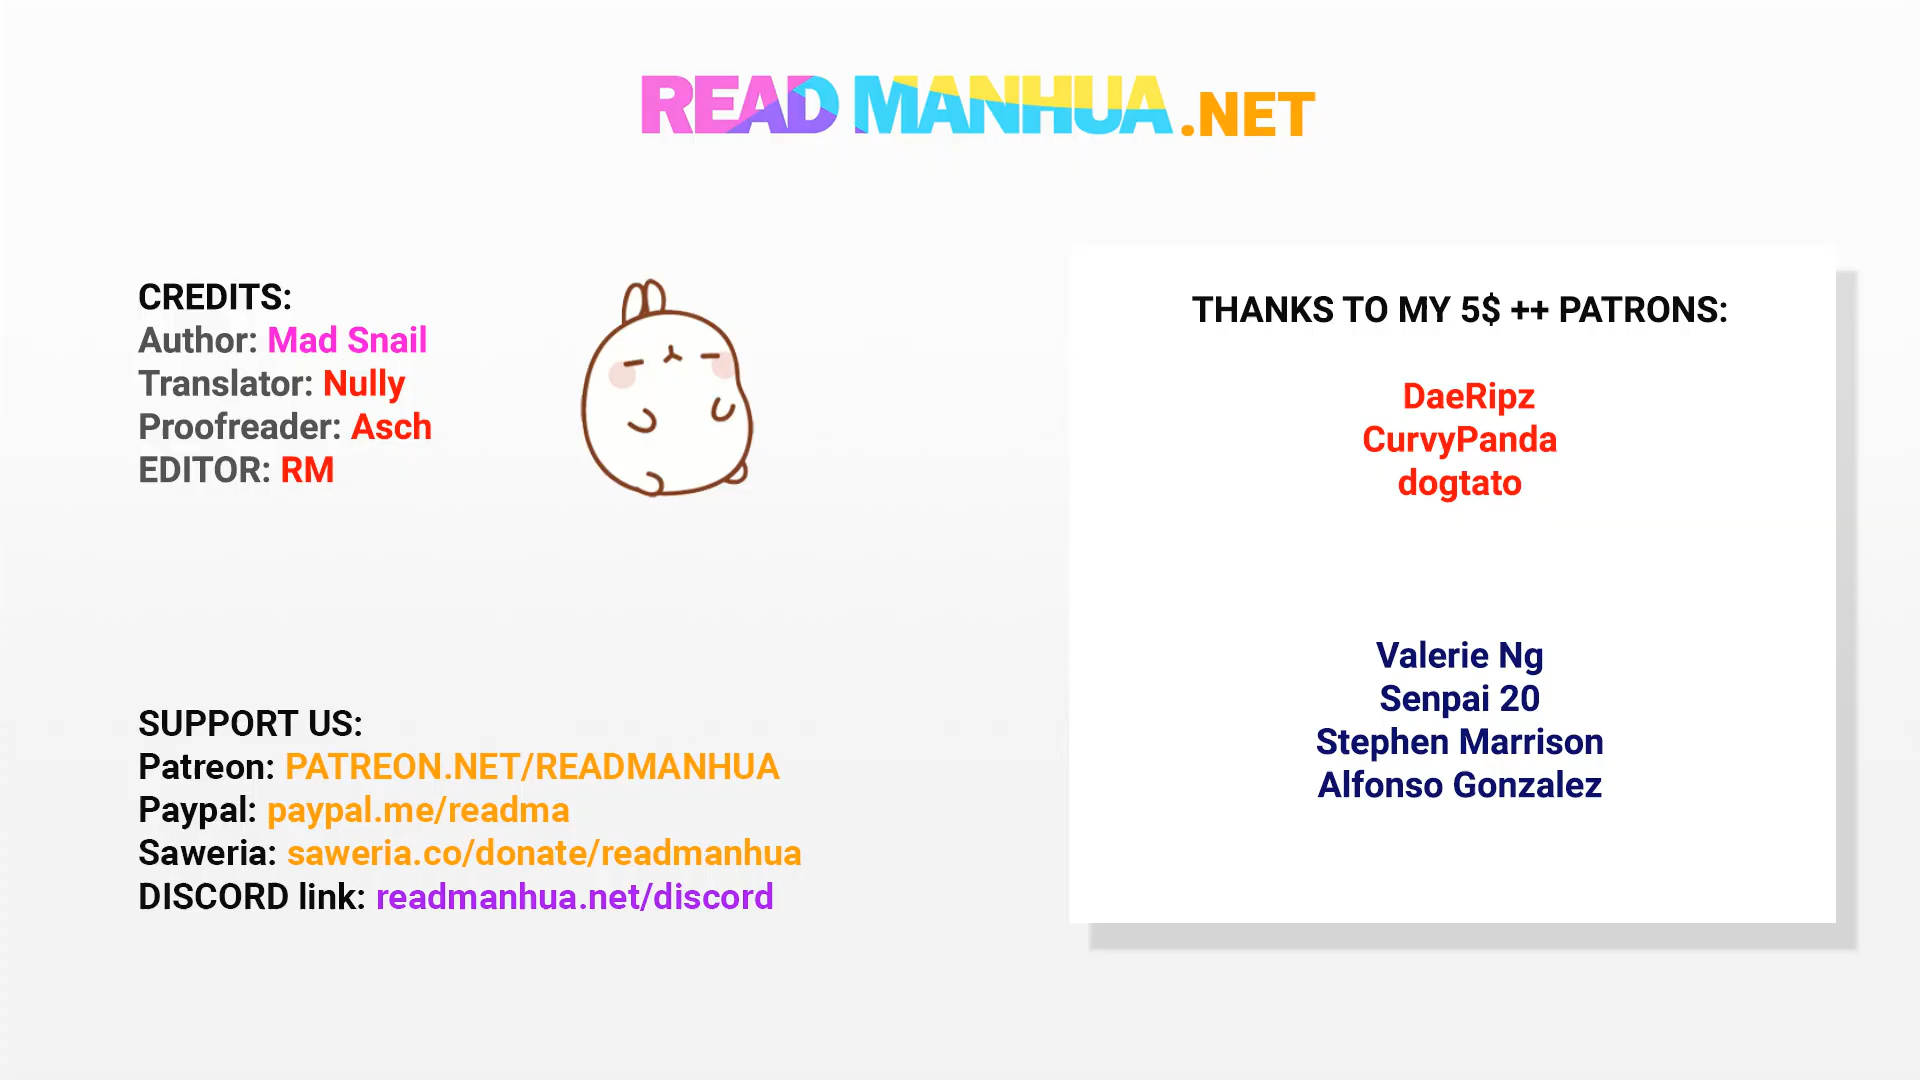 READ MANHUA .NET
CREDITS:
Author: Mad Snail
Translator: Nully
Proofreader: Asch
EDITOR: RM
SUPPORT US:
Patreon: PATREON.NET/READMANHUA
Paypal: paypal.me/readma
Saweria: saweria.co/donate/readmanhua
DISCORD link: readmanhua.net/discord
THANKS TO MY 5$ ++ PATRONS:
DaeRipz
CurvyPanda
dogtato
Valerie Ng
Senpai 20
Stephen Marrison
Alfonso Gonzalez